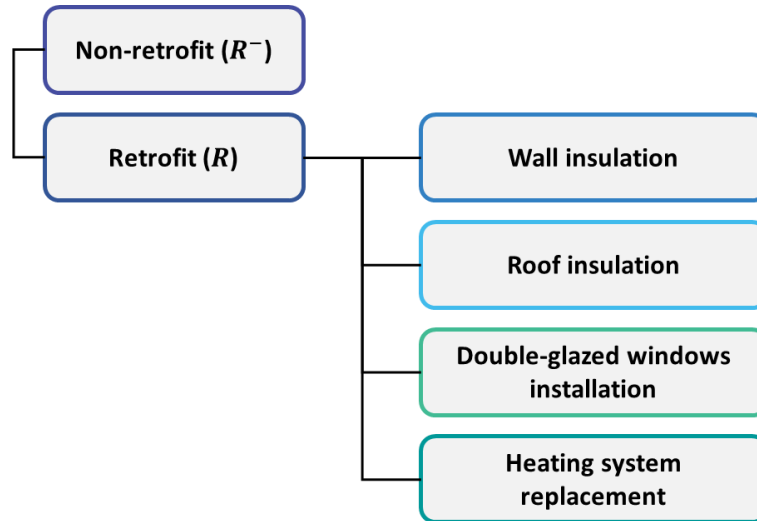 Non-retrofit (R⁻)
Retrofit (R)
Wall insulation
Roof insulation
Double-glazed windows
installation
Heating system
replacement